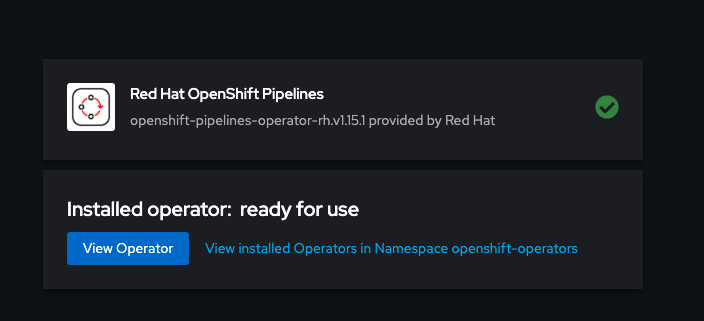 Red Hat OpenShift Pipelines
openshift-pipelines-operator-rh.v1.15.1 provided by Red Hat
Installed operator: ready for use
View Operator
View installed Operators in Namespace openshift-operators